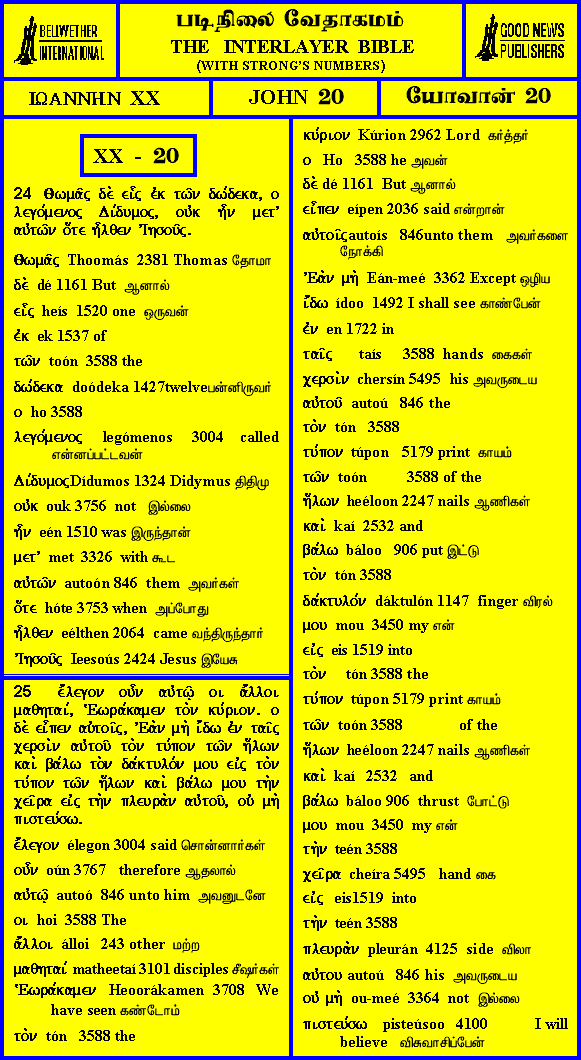 BELLWETHER
INTERNATIONAL
படிநிலை வேதாகமம்
THE INTERLAYER BIBLE
(WITH STRONG'S NUMBERS)
GOOD NEWS
PUBLISHERS
ΙΩΑΝΝΗΝ XX
JOHN 20
யோவான் 20
XX - 20
24 Θωμᾶς δὲ εἷς ἐκ τῶν δώδεκα, ο
λεγόμενος Δίδυμος, οὐκ ἦν μετ'
αὐτῶν ὅτε ἦλθεν Ἰησοῦς.
Θωμᾶς Thoomás 2381 Thomas தோமா
δὲ dé 1161 But ஆனால்
εἷς heís 1520 one ஒருவன்
ἐκ ek 1537 of
τῶν toón 3588 the
δώδεκα doódeka 1427twelveபன்னிருவர்
ο ho 3588
λεγόμενος legómenos 3004 called
என்னப்பட்டவன்
ΔίδυμοςDídumos 1324 Didymus திதிமு
οὐκ ouk 3756 not இல்லை
ἦν eén 1510 was இருந்தான்
μετ' met 3326 with கூட
αὐτῶν autoón 846 them அவர்கள்
ὅτε hóte 3753 when அப்போது
ἦλθεν eélthen 2064 came வந்திருந்தார்
Ἰησοῦς Ieesoús 2424 Jesus இயேசு
25 ἔλεγον οὖν αὐτῷ οι ἄλλοι
μαθηταί, Ἑωράκαμεν τὸν κύριον. ο
δὲ εἶπεν αὐτοῖς, Ἐὰν μὴ ἴδω ἐν ταῖς
χερσὶν αὐτοῦ τὸν τύπον τῶν ἥλων
καὶ βάλω τὸν δάκτυλόν μου εἰς τὸν
τύπον τῶν ἥλων καὶ βάλω μου τὴν
χεῖρα εἰς τὴν πλευρὰν αὐτοῦ, οὐ μὴ
πιστεύσω.
ἔλεγον élegon 3004 said சொன்னார்கள்
οὖν oún 3767 therefore ஆதலால்
αὐτῷ autoó 846 unto him அவனுடனே
οι hoi 3588 The
ἄλλοι álloi 243 other மற்ற
μαθηταί matheetaí 3101 disciples சீஷர்கள்
Ἑωράκαμεν Heoorákamen 3708 We
have seen கண்டோம்
τὸν tón 3588 the
κύριον Kúrion 2962 Lord கர்த்தர்
ο Ho 3588 he அவன்
δὲ dé 1161 But ஆனால்
εἶπεν eípen 2036 said என்றான்
αὐτοῖςautoís 846unto them அவர்களை
நோக்கி
Ἐὰν μὴ Eán-meé 3362 Except ஒழிய
ἴδω ídoo 1492 I shall see காண்பேன்
ἐν en 1722 in
ταῖς taís 3588 hands கைகள்
χερσὶν chersín 5495 his அவருடைய
αὐτοῦ autoú 846 the
τὸν tón 3588
τύπον túpon 5179 print காயம்
τῶν toón 3588 of the
ἥλων heéloon 2247 nails ஆணிகள்
καὶ kaí 2532 and
βάλω báloo 906 put இட்டு
τὸν tón 3588
δάκτυλόν dáktulón 1147 finger விரல்
μου mou 3450 my என்
εἰς eis 1519 into
τὸν tón 3588 the
τύπον túpon 5179 print காயம்
τῶν toón 3588 of the
ἥλων heéloon 2247 nails ஆணிகள்
καὶ kaí 2532 and
βάλω báloo 906 thrust போட்டு
μου mou 3450 my என்
τὴν teén 3588
χεῖρα cheíra 5495 hand கை
εἰς eis1519 into
τὴν teén 3588
πλευρὰν pleurán 4125 side விலா
αὐτου autoú 846 his அவருடைய
οὐ μὴ ou-meé 3364 not இல்லை
πιστεύσω pisteúsoo 4100 I will
believe விசுவாசிப்பேன்